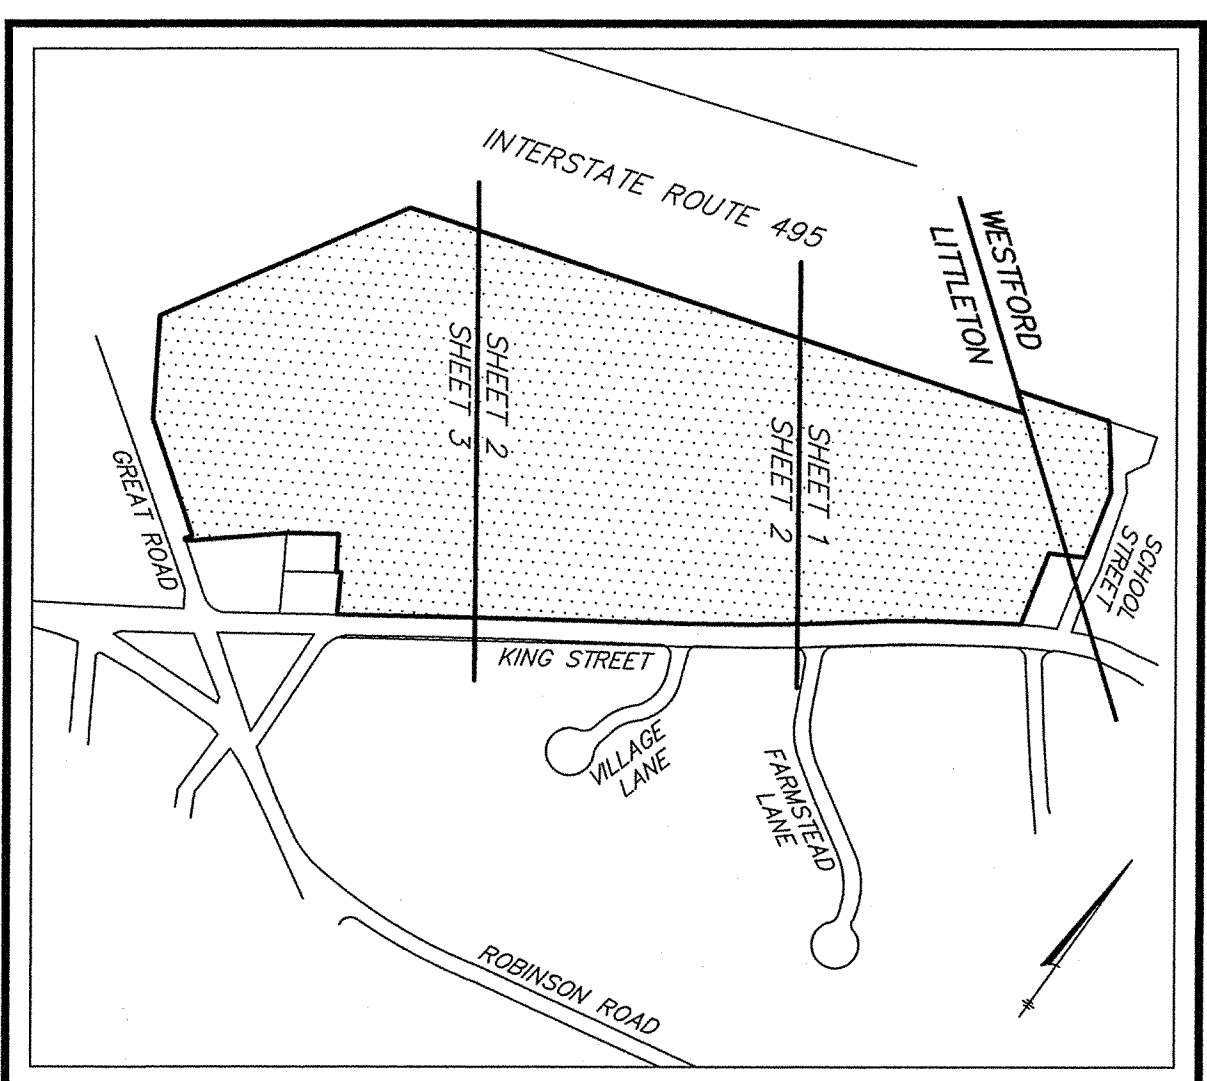 INTERSTATE ROUTE 495
WESTFORD
LITTLETON
SHEET 2
SHEET 3
SHEET 1
SHEET 2
GREAT ROAD
SCHOOL
STREET
KING STREET
VILLAGE
LANE
FARMSTEAD
LANE
ROBINSON ROAD